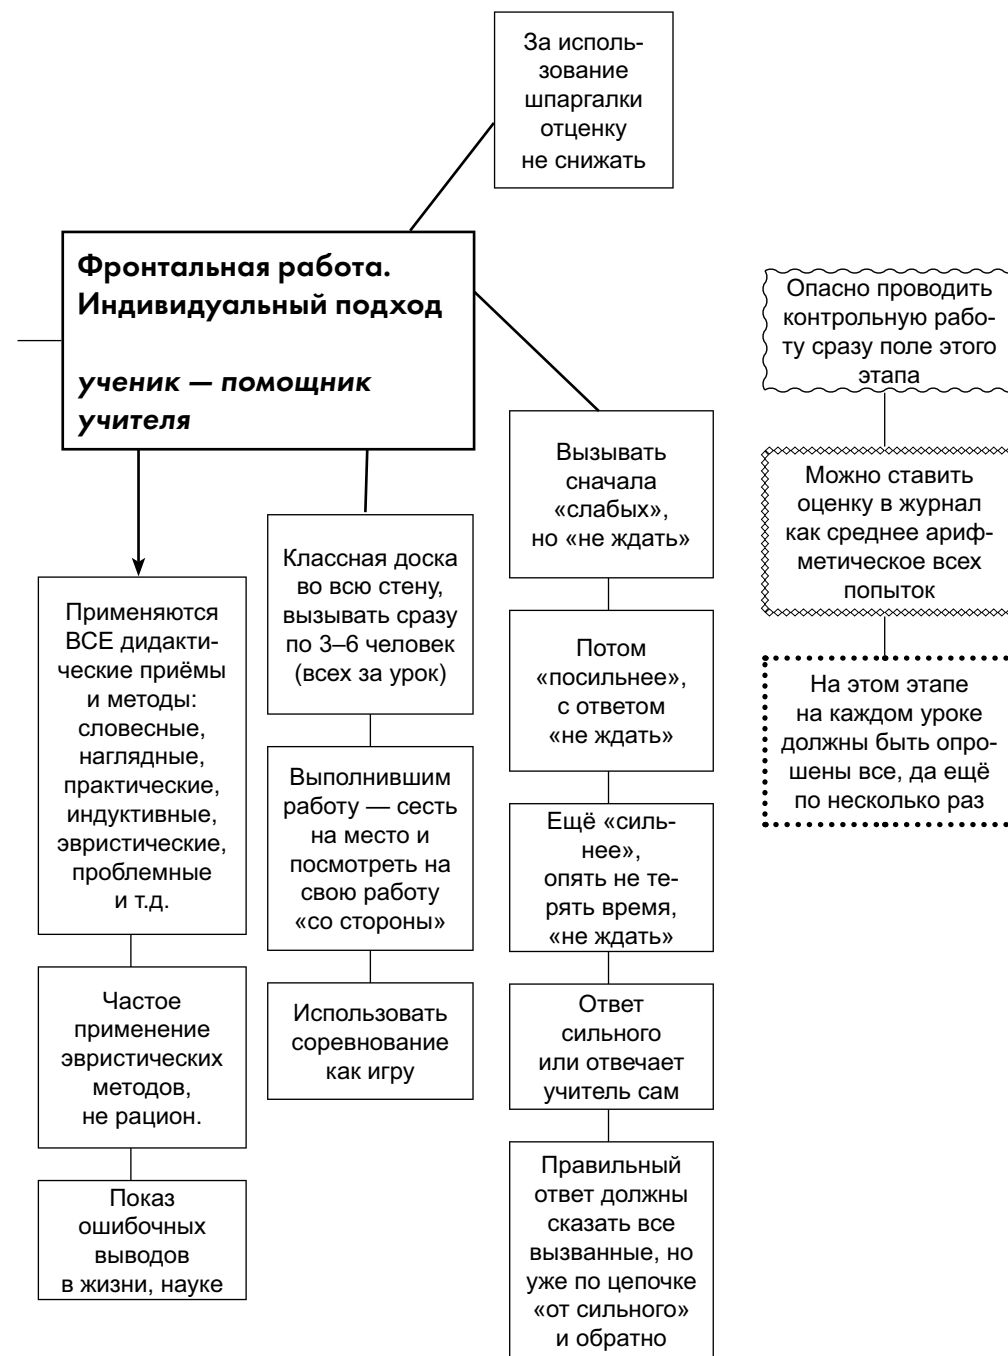 За исполь-
зование
шпаргалки
отценку
не снижать
Фронтальная работа.
Индивидуальный подход
ученик — помощник
учителя
Применяются
ВСЕ дидакти-
ческие приёмы
и методы:
словесные,
наглядные,
практические,
индуктивные,
эвристические,
проблемные
и т.д.
Частое
применение
эвристических
методов,
не рацион.
Показ
ошибочных
выводов
в жизни, науке
Классная доска
во всю стену,
вызывать сразу
по 3–6 человек
(всех за урок)
Выполнившим
работу — сесть
на место и
посмотреть на
свою работу
«со стороны»
Использовать
соревнование
как игру
Вызывать
сначала
«слабых»,
но «не ждать»
Потом
«посильнее»,
с ответом
«не ждать»
Ещё «силь-
нее»,
опять не те-
рять время,
«не ждать»
Ответ
сильного
или отвечает
учитель сам
Правильный
ответ должны
сказать все
вызванные, но
уже по цепочке
«от сильного»
и обратно
Опасно проводить
контрольную рабо-
ту сразу поле этого
этапа
Можно ставить
оценку в журнал
как среднее ариф-
метическое всех
попыток
На этом этапе
на каждом уроке
должны быть опро-
шены все, да ещё
по несколько раз